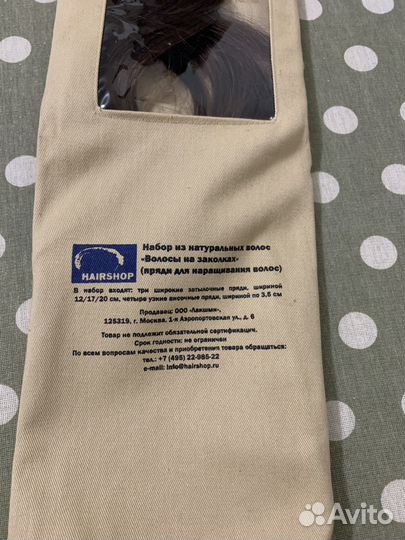 HAIRSHOP
Набор из натуральных волос
«Волосы на заколках»
(пряди для наращивания волос)
В набор входят: три широкие затылочные пряди, шириной
12/17/20 см, четыре узкие височные пряди, шириной по 3,5 см
Продавец: ООО «Лакшми»,
125319, г. Москва, 1-я Аэропортовская ул., д. 6
Товар не подлежит обязательной сертификации.
Срок годности: не ограничен
По всем вопросам качества и приобретения товара обращаться:
тел.: +7 (495) 22-985-22
e-mail: info@hairshop.ru
Avito